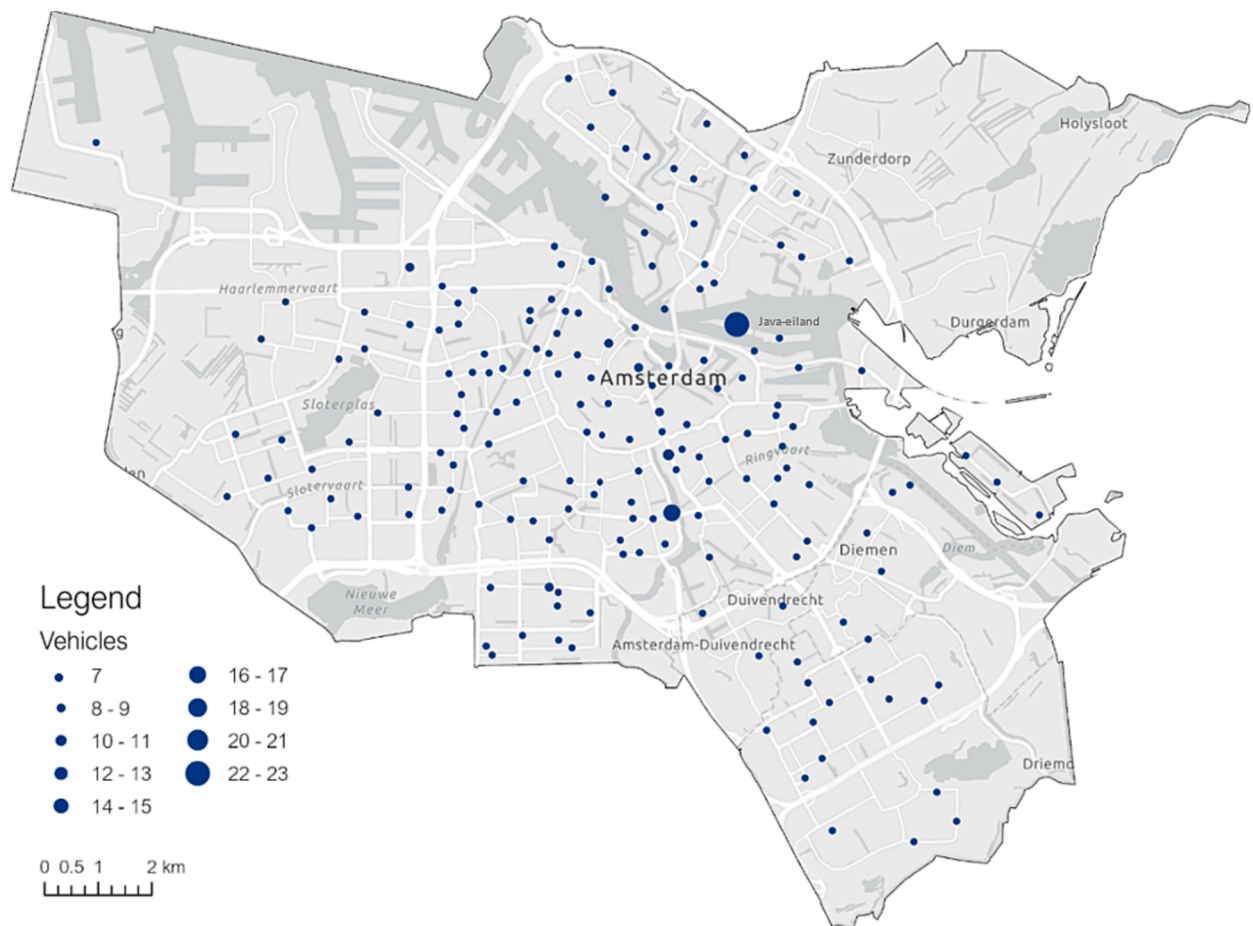 Holysloot
Zunderdorp
Haarlemmervaart
Java-eiland
Durgerdam
g
Amsterdam
Sloterplas
Ringvaart
en
Slotervaart
Diemen
Diem
Legend
Nieuwe
Meer
Duivendrecht
Vehicles
Amsterdam-Duivendrecht
7
16 - 17
8 - 9
18 - 19
10 - 11
20 - 21
12 - 13
22 - 23
Driemo
14 - 15
0 0.5 1 2 km